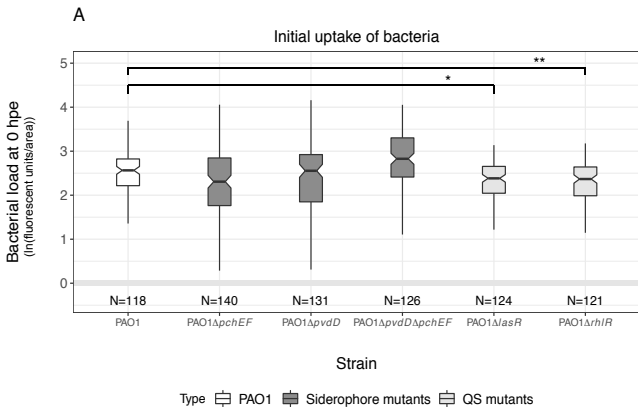 A
Initial uptake of bacteria
Bacterial load at 0 hpe
(ln(fluorescent units/area))
5
4
3
2
1
0
**
*
N=118 N=140 N=131 N=126 N=124 N=121
PAO1 PAO1ΔpchEF PAO1ΔpvdD PAO1ΔpvdDΔpchEF PAO1ΔlasR PAO1ΔrhlR
Strain
Type PAO1 Siderophore mutants QS mutants